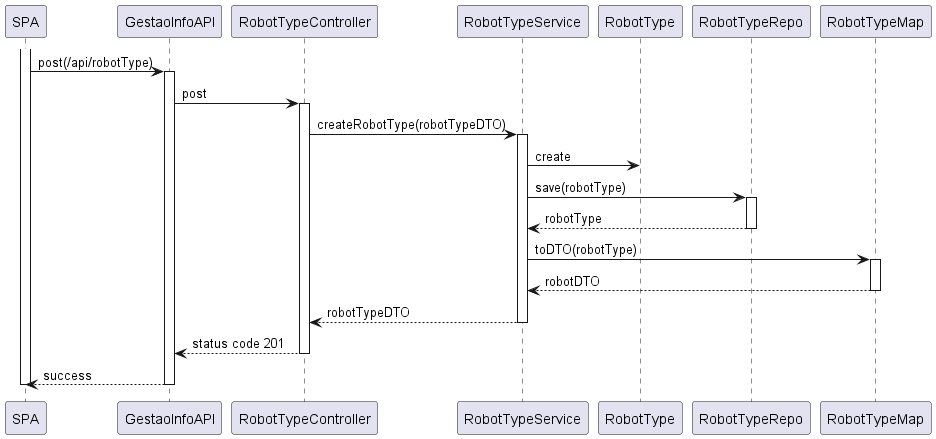 SPA GestaoInfoAPI RobotTypeController RobotTypeService RobotType RobotTypeRepo RobotTypeMap
post(/api/robotType)
post
createRobotType(robotTypeDTO)
create
save(robotType)
robotType
toDTO(robotType)
robotDTO
robotTypeDTO
status code 201
success
SPA GestaoInfoAPI RobotTypeController RobotTypeService RobotType RobotTypeRepo RobotTypeMap